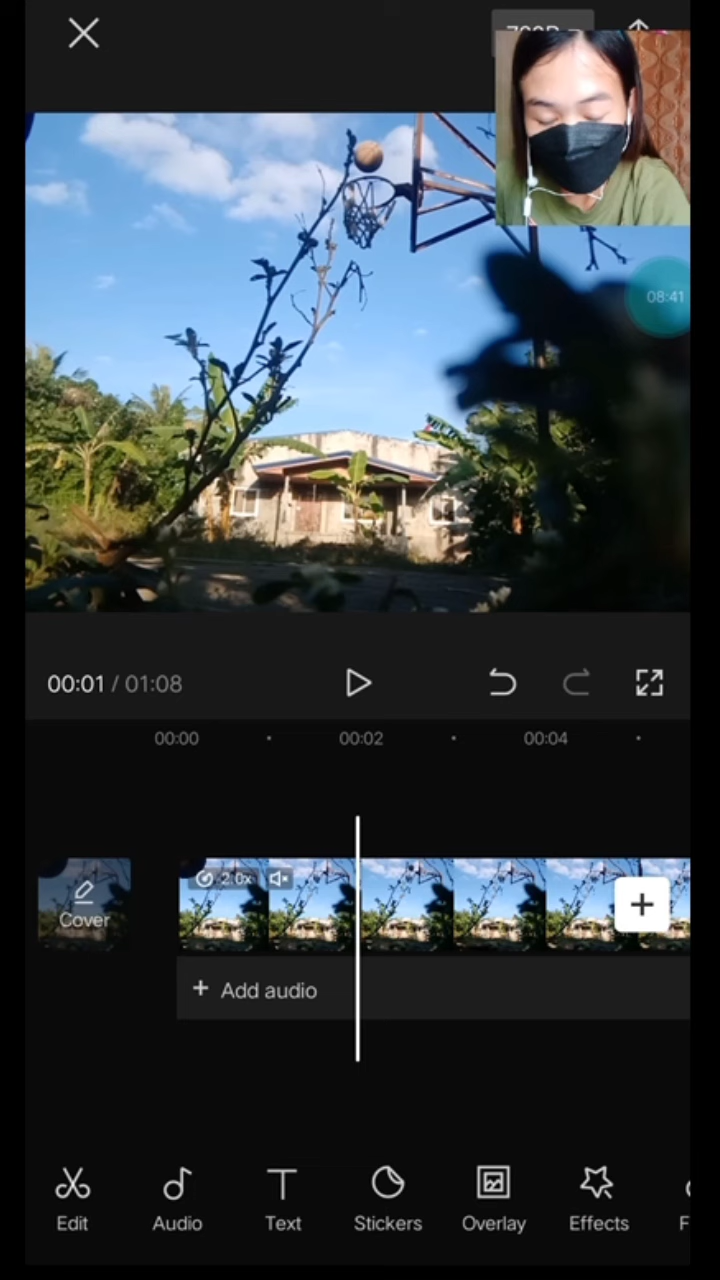 08:41
00:01 / 01:08
00:00
00:02
00:04
2.0x
Cover
+ Add audio
Edit
Audio
Text
Stickers
Overlay
Effects
F